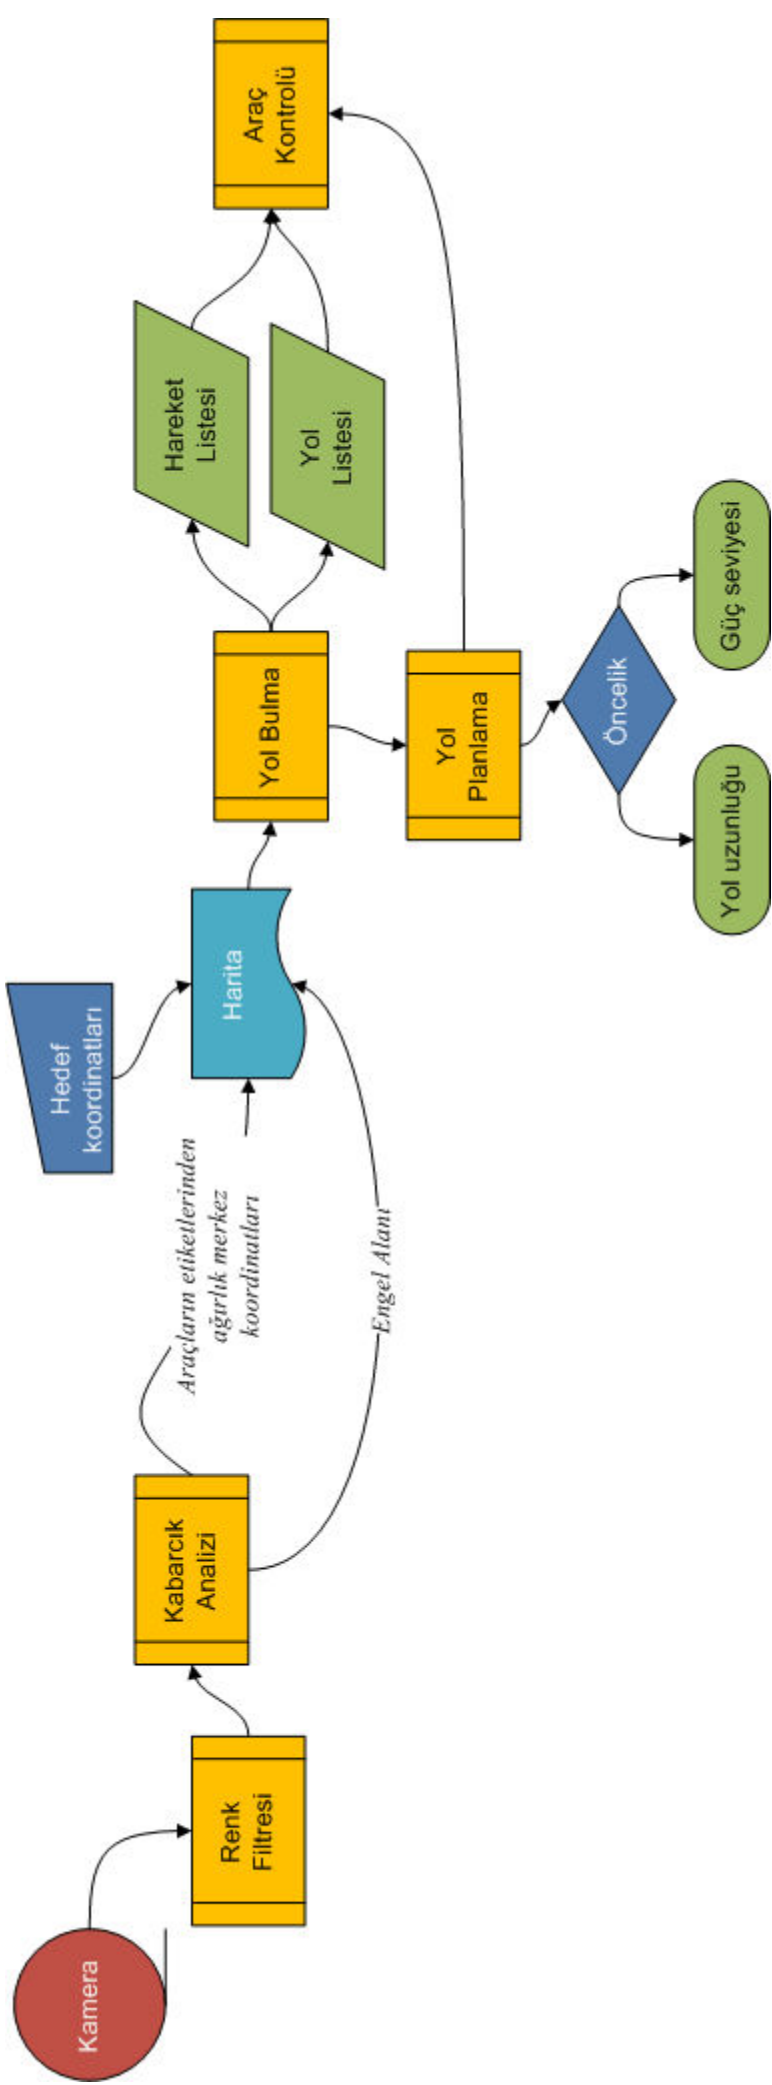 Kamera
Renk
Filtresi
Kabarcık
Analizi
Araçların etiketlerinden
ağırlık merkez
koordinatları
Engel Alanı
Hedef
koordinatları
Harita
Yol Bulma
Yol
Planlama
Öncelik
Yol uzunluğu
Güç seviyesi
Hareket
Listesi
Yol
Listesi
Araç
Kontrolü